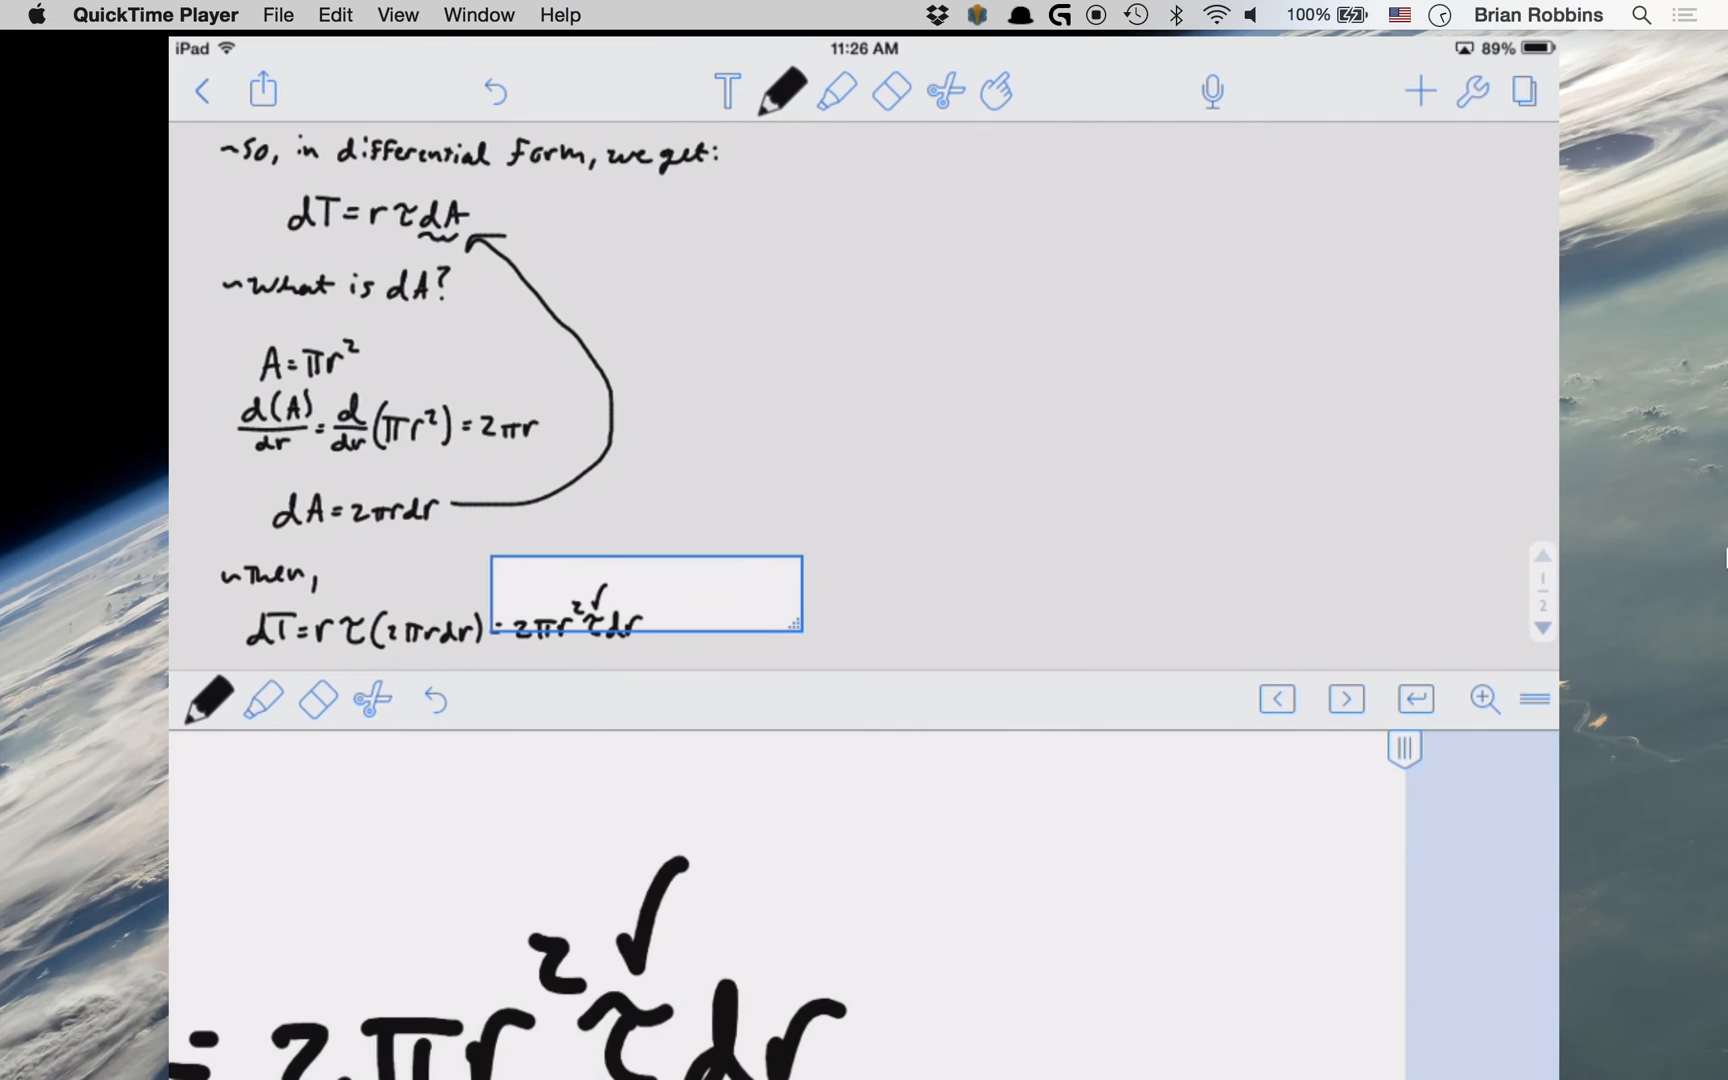 QuickTime Player File Edit View Window Help 100% Brian Robbins
iPad 11:26 AM 89%
T
~So, in differential form, we get:
dT=rτdA
~What is dA?
A=πr²
d(A)/dr=d/dr(πr²)=2πr
dA=2πrdr
~Then,
dT=rτ(2πrdr)=2πr²τdr
1
2
=2πr²τdr